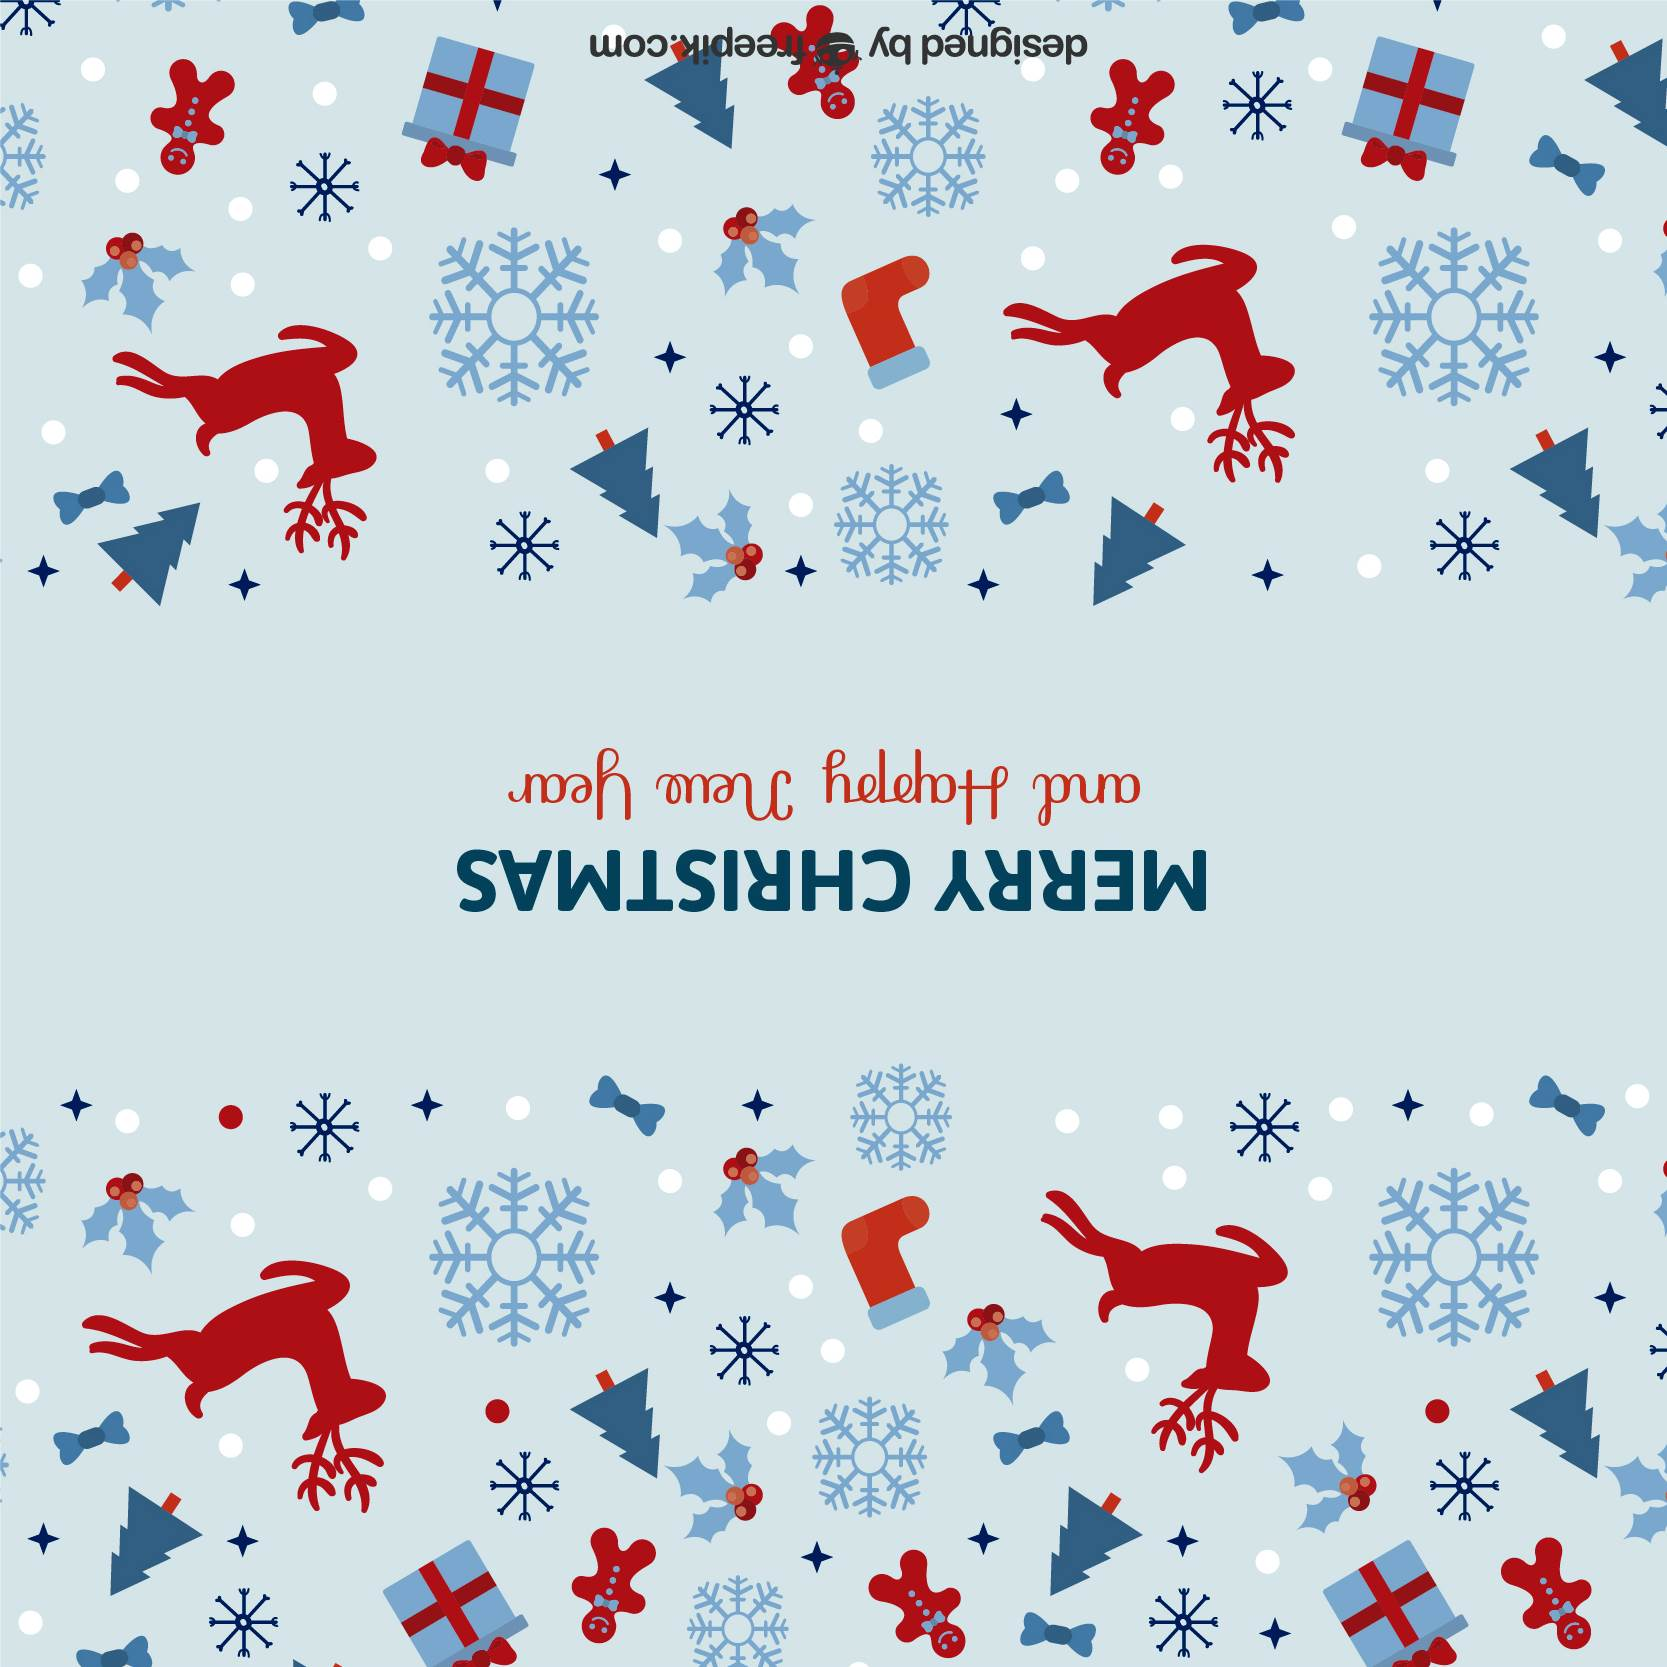 MERRY CHRISTMAS
and Happy New Year
designed by freepik.com